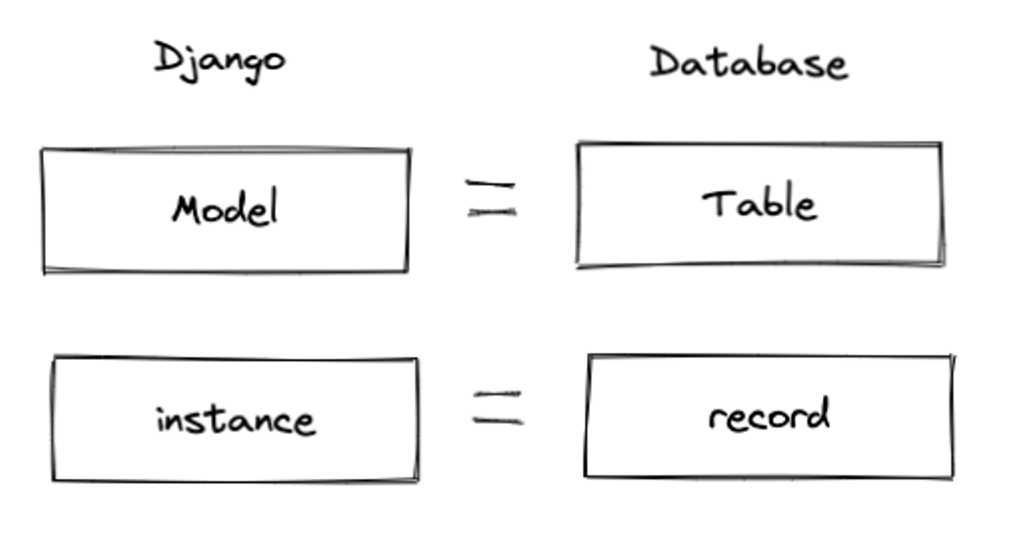 Django
Database
Model
=
Table
instance
=
record